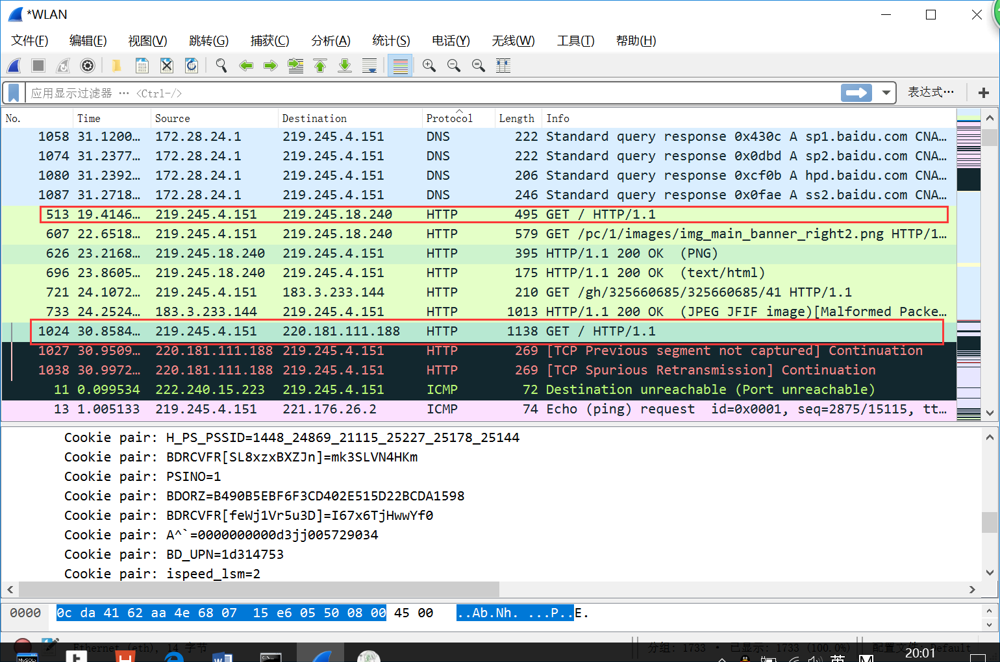 *WLAN
文件(F) 编辑(E) 视图(V) 跳转(G) 捕获(C) 分析(A) 统计(S) 电话(Y) 无线(W) 工具(T) 帮助(H)
应用显示过滤器 ··· <Ctrl-/> 表达式···
No. Time Source Destination Protocol Length Info
1058 31.1200… 172.28.24.1 219.245.4.151 DNS 222 Standard query response 0x430c A sp1.baidu.com CNA…
1074 31.2377… 172.28.24.1 219.245.4.151 DNS 222 Standard query response 0x0dbd A sp2.baidu.com CNA…
1080 31.2392… 172.28.24.1 219.245.4.151 DNS 206 Standard query response 0xcf0b A hpd.baidu.com CNA…
1087 31.2718… 172.28.24.1 219.245.4.151 DNS 246 Standard query response 0x0fae A ss2.baidu.com CNA…
513 19.4146… 219.245.4.151 219.245.18.240 HTTP 495 GET / HTTP/1.1
607 22.6518… 219.245.4.151 219.245.18.240 HTTP 579 GET /pc/1/images/img_main_banner_right2.png HTTP/1…
626 23.2168… 219.245.18.240 219.245.4.151 HTTP 395 HTTP/1.1 200 OK (PNG)
696 23.8605… 219.245.18.240 219.245.4.151 HTTP 175 HTTP/1.1 200 OK (text/html)
721 24.1072… 219.245.4.151 183.3.233.144 HTTP 210 GET /gh/325660685/325660685/41 HTTP/1.1
733 24.2524… 183.3.233.144 219.245.4.151 HTTP 1013 HTTP/1.1 200 OK (JPEG JFIF image)[Malformed Packe…
1024 30.8584… 219.245.4.151 220.181.111.188 HTTP 1138 GET / HTTP/1.1
1027 30.9509… 220.181.111.188 219.245.4.151 HTTP 269 [TCP Previous segment not captured] Continuation
1038 30.9972… 220.181.111.188 219.245.4.151 HTTP 269 [TCP Spurious Retransmission] Continuation
11 0.099534 222.240.15.223 219.245.4.151 ICMP 72 Destination unreachable (Port unreachable)
13 1.005133 219.245.4.151 221.176.26.2 ICMP 74 Echo (ping) request id=0x0001, seq=2875/15115, tt…
Cookie pair: H_PS_PSSID=1448_24869_21115_25227_25178_25144
Cookie pair: BDRCVFR[SL8xzxBXZJn]=mk3SLVN4HKm
Cookie pair: PSINO=1
Cookie pair: BDORZ=B490B5EBF6F3CD402E515D22BCDA1598
Cookie pair: BDRCVFR[feWj1Vr5u3D]=I67x6TjHwwYf0
Cookie pair: A^`=0000000000d3jj005729034
Cookie pair: BD_UPN=1d314753
Cookie pair: ispeed_lsm=2
0000 0c da 41 62 aa 4e 68 07 15 e6 05 50 08 00 45 00 ..Ab.Nh. ...P..E.
Ethernet (eth), 14 字节 分组: 1733 · 已显示: 1733 (100.0%) 配置文件: Default
MySQL 英 M 20:01